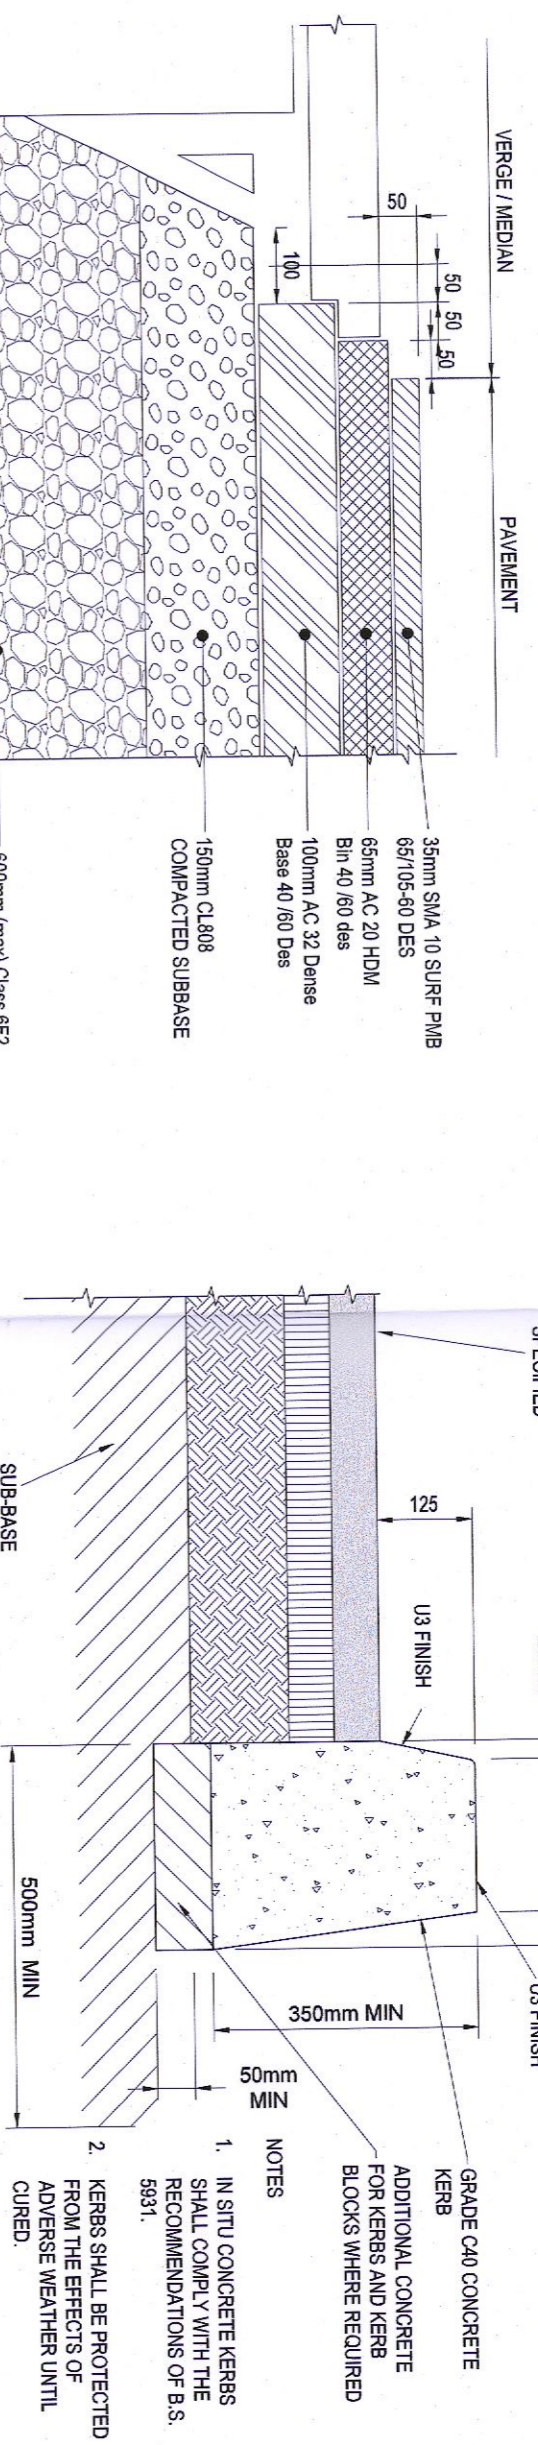 VERGE / MEDIAN
PAVEMENT
50
50
50
50
100
35mm SMA 10 SURF PMB
65/105-60 DES
65mm AC 20 HDM
Bin 40 /60 des
100mm AC 32 Dense
Base 40 /60 Des
150mm CL808
COMPACTED SUBBASE
600mm (max) Class 6F2
SPECIFIED
125
U3 FINISH
U3 FINISH
SUB-BASE
500mm MIN
350mm MIN
50mm
MIN
GRADE C40 CONCRETE
KERB
ADDITIONAL CONCRETE
FOR KERBS AND KERB
BLOCKS WHERE REQUIRED
NOTES
1. IN SITU CONCRETE KERBS
SHALL COMPLY WITH THE
RECOMMENDATIONS OF B.S.
5931.
2. KERBS SHALL BE PROTECTED
FROM THE EFFECTS OF
ADVERSE WEATHER UNTIL
CURED.